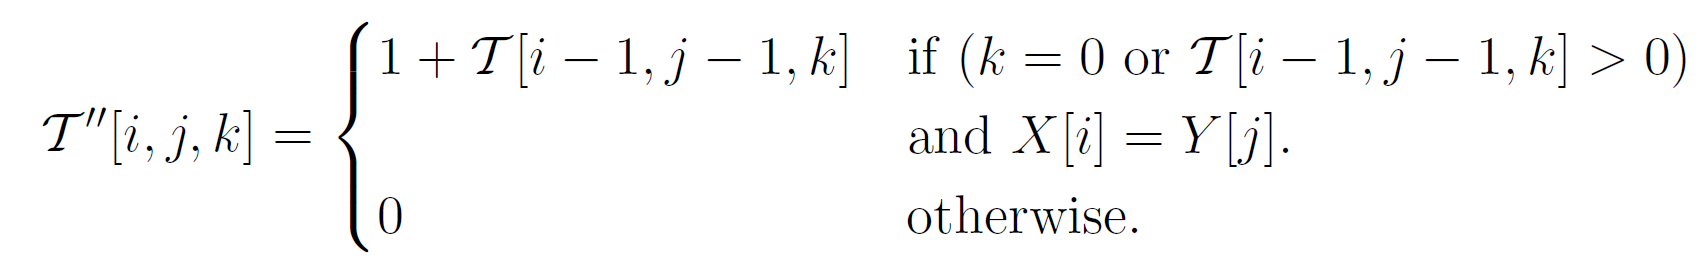 1 + 𝒯[i − 1, j − 1, k] if (k = 0 or 𝒯[i − 1, j − 1, k] > 0)
𝒯″[i, j, k] = { and X[i] = Y[j].
0 otherwise.